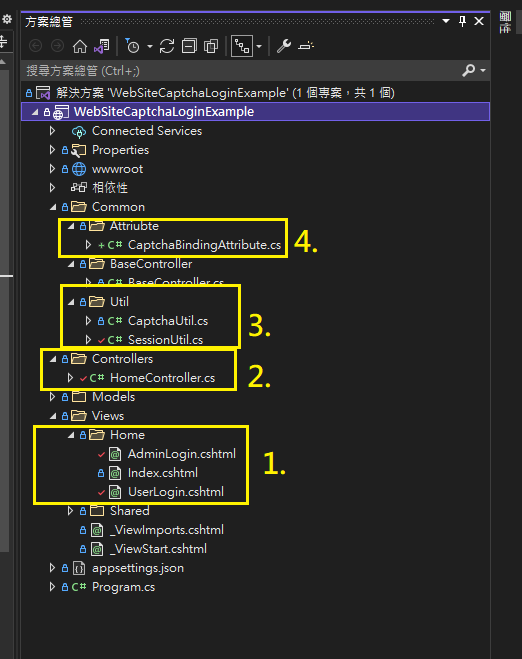 方案總管
搜尋方案總管 (Ctrl+;)
解決方案 'WebSiteCaptchaLoginExample' (1 個專案，共 1 個)
WebSiteCaptchaLoginExample
Connected Services
Properties
wwwroot
相依性
Common
Attriubte
CaptchaBindingAttribute.cs
4.
BaseController
BaseController.cs
Util
CaptchaUtil.cs
3.
SessionUtil.cs
Controllers
2.
HomeController.cs
Models
Views
Home
AdminLogin.cshtml
1.
Index.cshtml
UserLogin.cshtml
Shared
_ViewImports.cshtml
_ViewStart.cshtml
appsettings.json
Program.cs